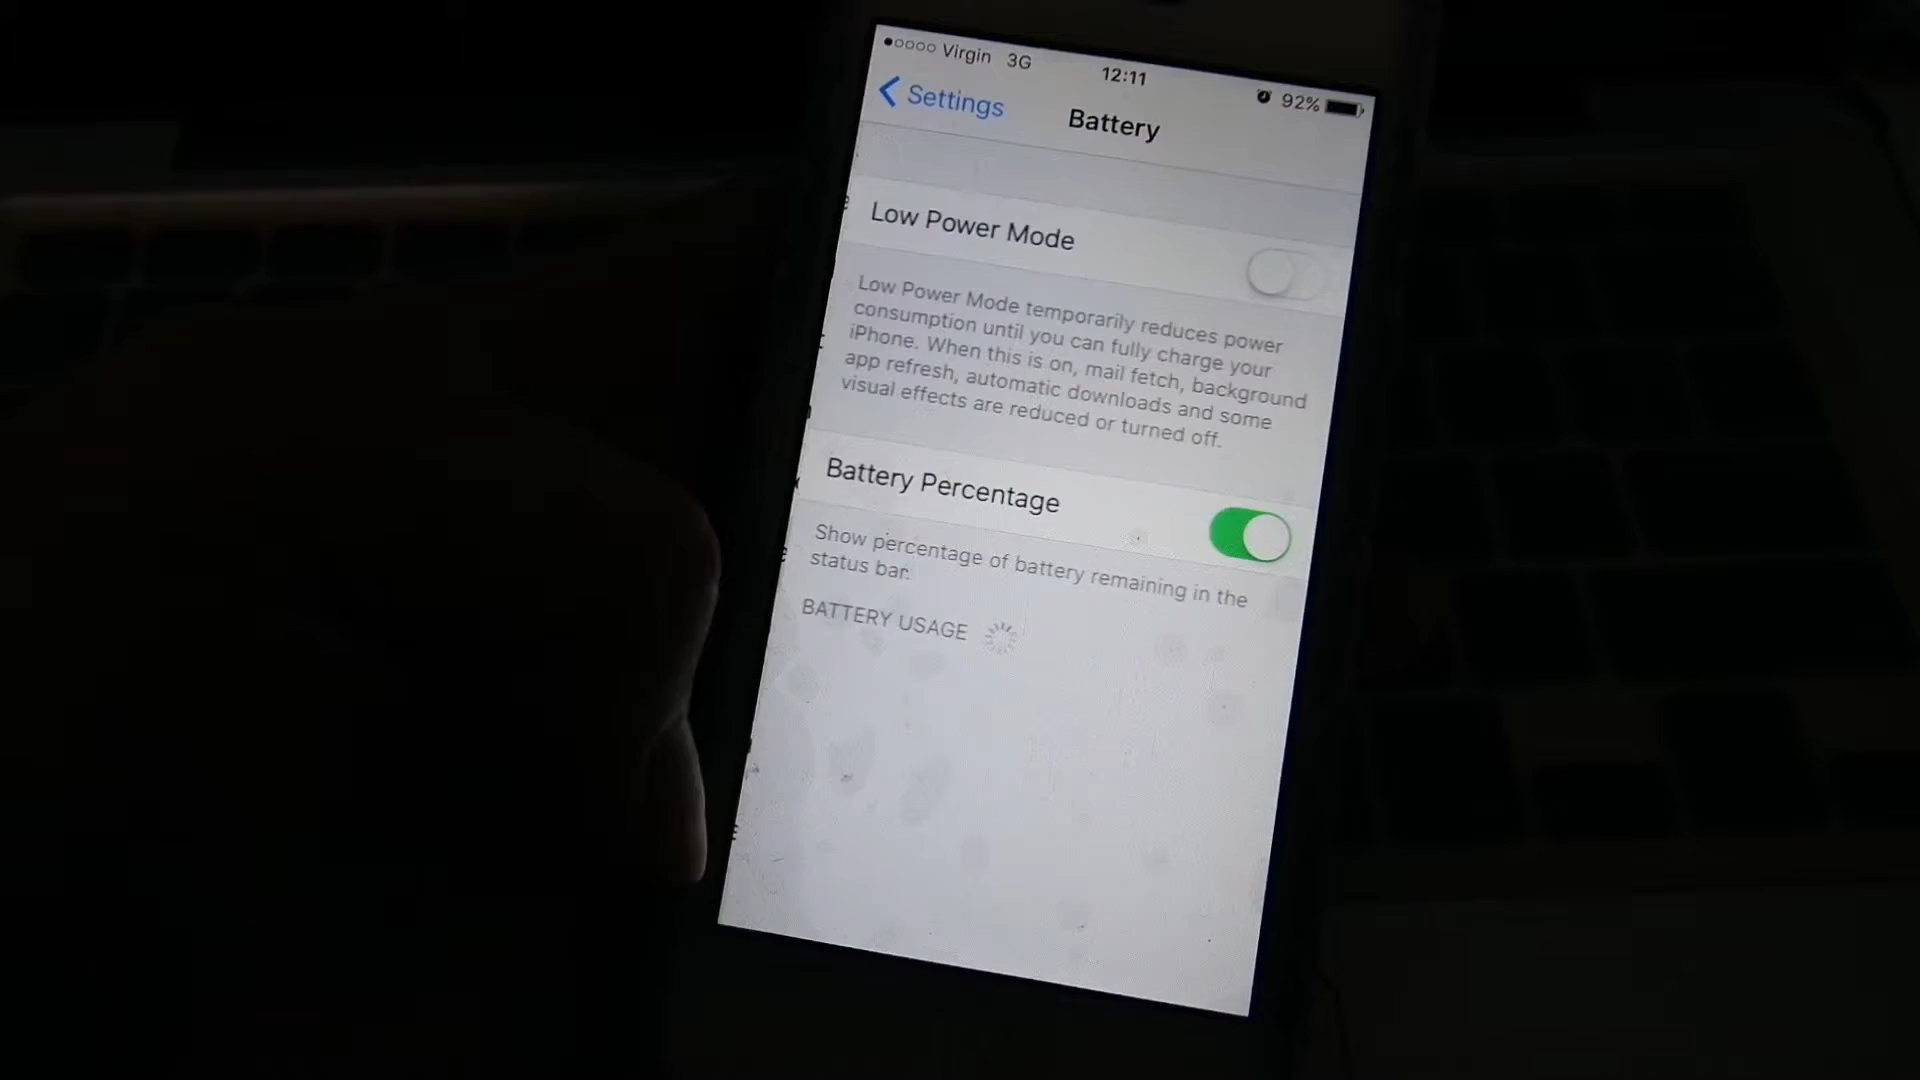 Virgin 3G 12:11 92%
Settings Battery
Low Power Mode
Low Power Mode temporarily reduces power
consumption until you can fully charge your
iPhone. When this is on, mail fetch, background
app refresh, automatic downloads and some
visual effects are reduced or turned off.
Battery Percentage
Show percentage of battery remaining in the
status bar.
BATTERY USAGE